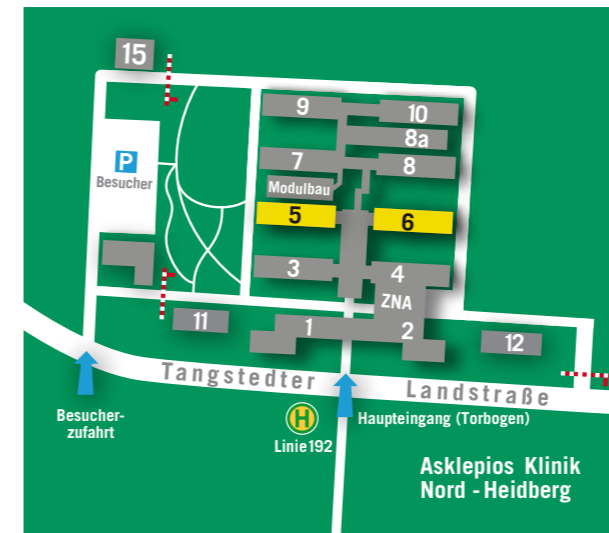 15
9
10
8a
P
Besucher
7
8
Modulbau
5
6
3
4
ZNA
11
1
2
12
Tangstedter Landstraße
Besucher-
zufahrt
H
Linie192
Haupteingang (Torbogen)
Asklepios Klinik
Nord - Heidberg